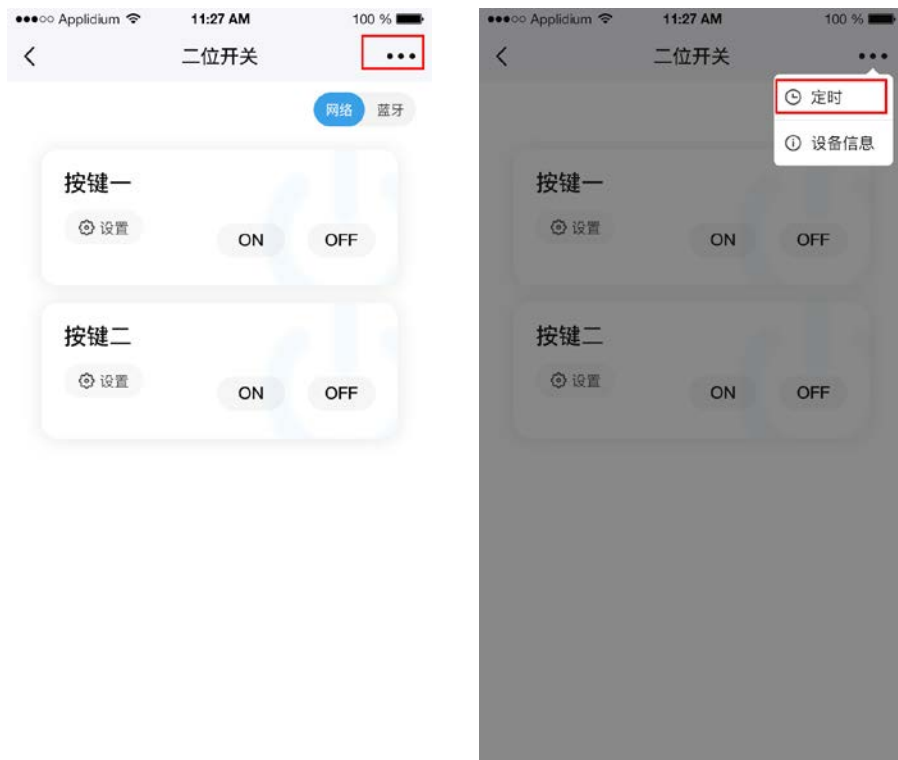 ●●●○○ Applidium 11:27 AM 100 %
二位开关
网络 蓝牙
按键一
设置
ON OFF
按键二
设置
ON OFF
●●●○○ Applidium 11:27 AM 100 %
二位开关
定时
设备信息
按键一
设置
ON OFF
按键二
设置
ON OFF